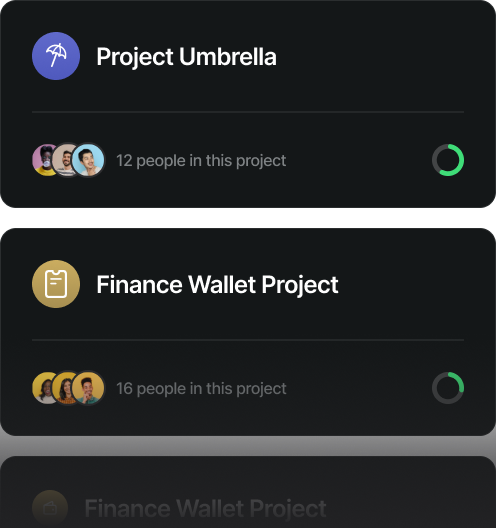 Project Umbrella
12 people in this project
Finance Wallet Project
16 people in this project
Finance Wallet Project